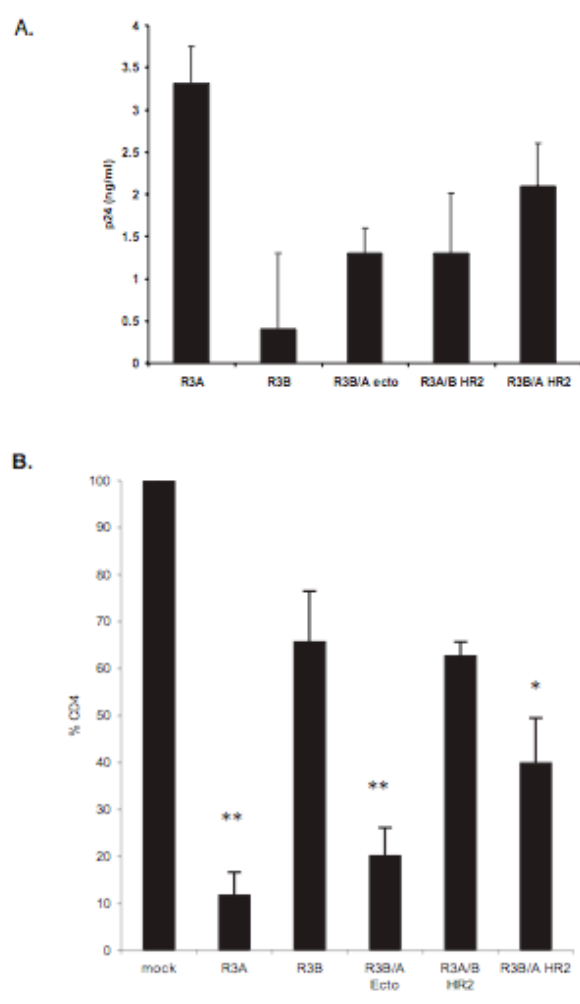 A.
4
3.5
3
2.5
2
1.5
1
0.5
0
p24 (ng/ml)
R3A R3B R3B/A ecto R3A/B HR2 R3B/A HR2
B.
100
90
80
70
60
50
40
30
20
10
0
% CD4
** ** *
mock R3A R3B R3B/A Ecto R3A/B HR2 R3B/A HR2